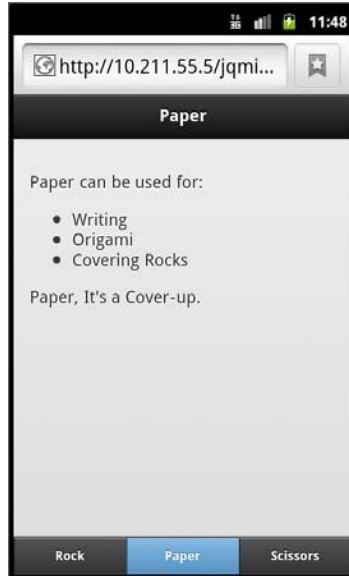 3G
11:48
http://10.211.55.5/jqmi...
Paper
Paper can be used for:
• Writing
• Origami
• Covering Rocks
Paper, It's a Cover-up.
Rock Paper Scissors